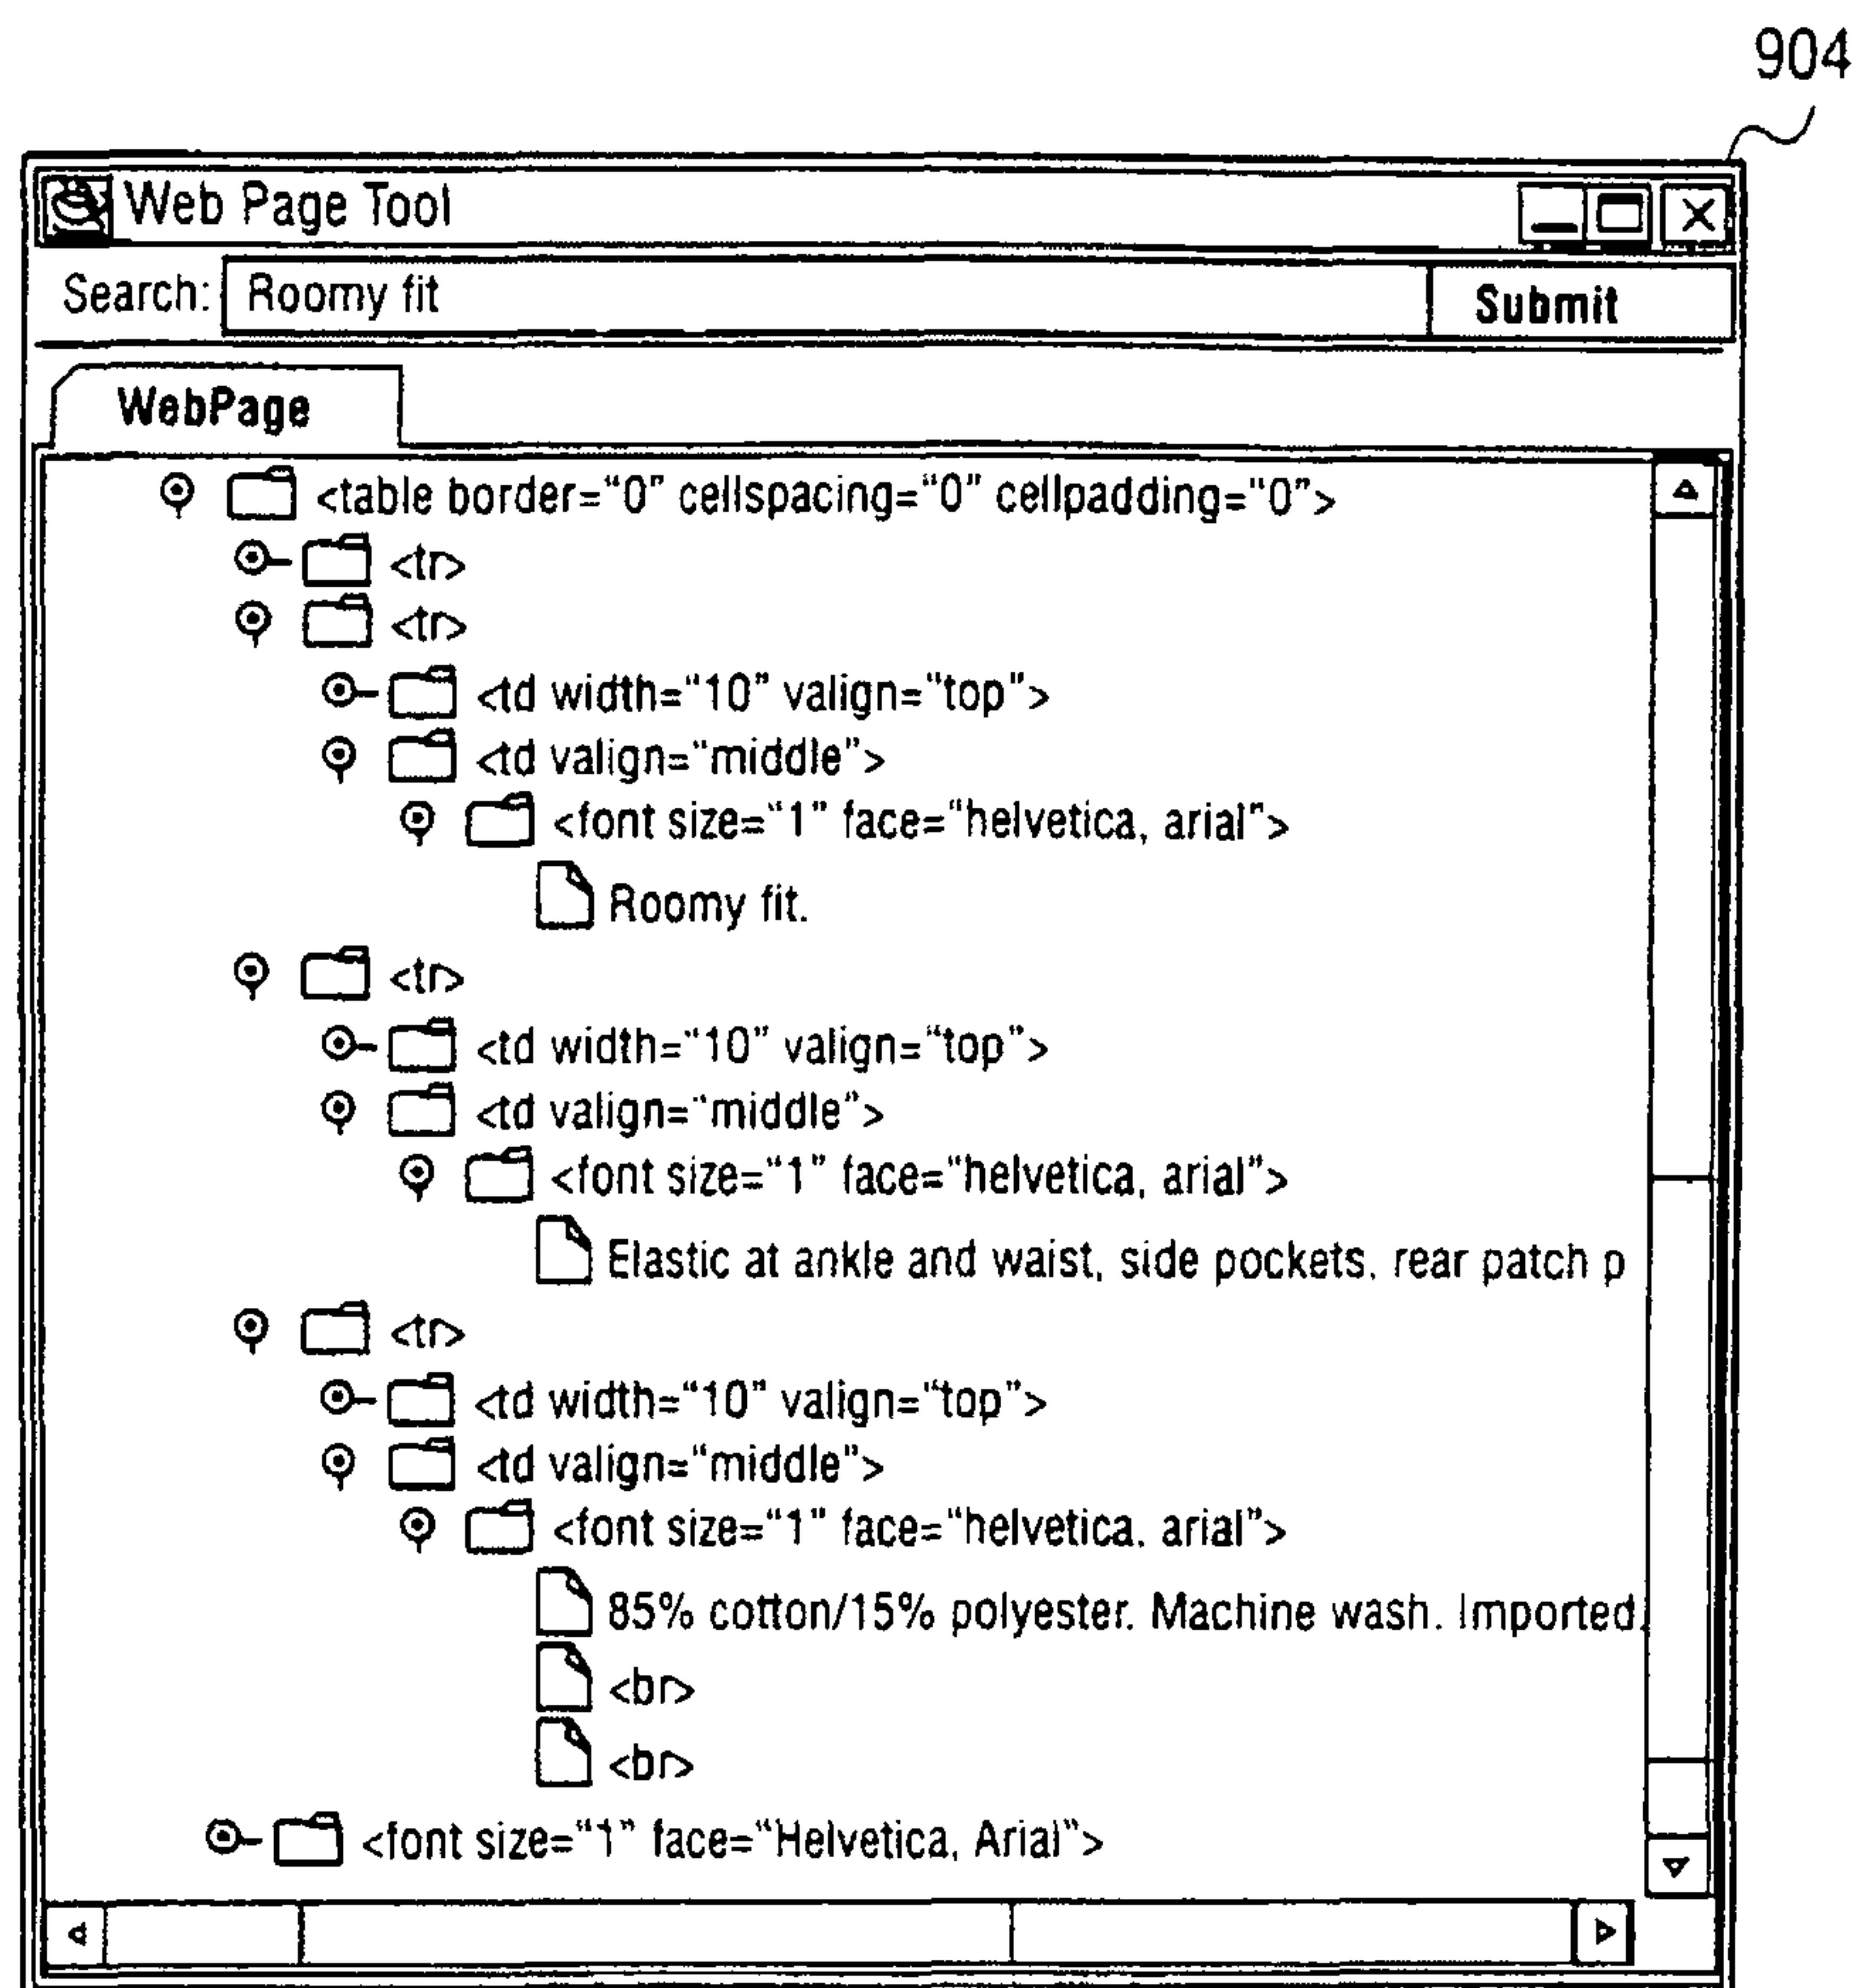 904
Web Page Tool
Search: Roomy fit Submit
WebPage
<table border="0" cellspacing="0" cellpadding="0">
<tr>
<tr>
<td width="10" valign="top">
<td valign="middle">
<font size="1" face="helvetica, arial">
Roomy fit.
<tr>
<td width="10" valign="top">
<td valign="middle">
<font size="1" face="helvetica, arial">
Elastic at ankle and waist, side pockets, rear patch p
<tr>
<td width="10" valign="top">
<td valign="middle">
<font size="1" face="helvetica, arial">
85% cotton/15% polyester. Machine wash. Imported.
<br>
<br>
<font size="1" face="Helvetica, Arial">